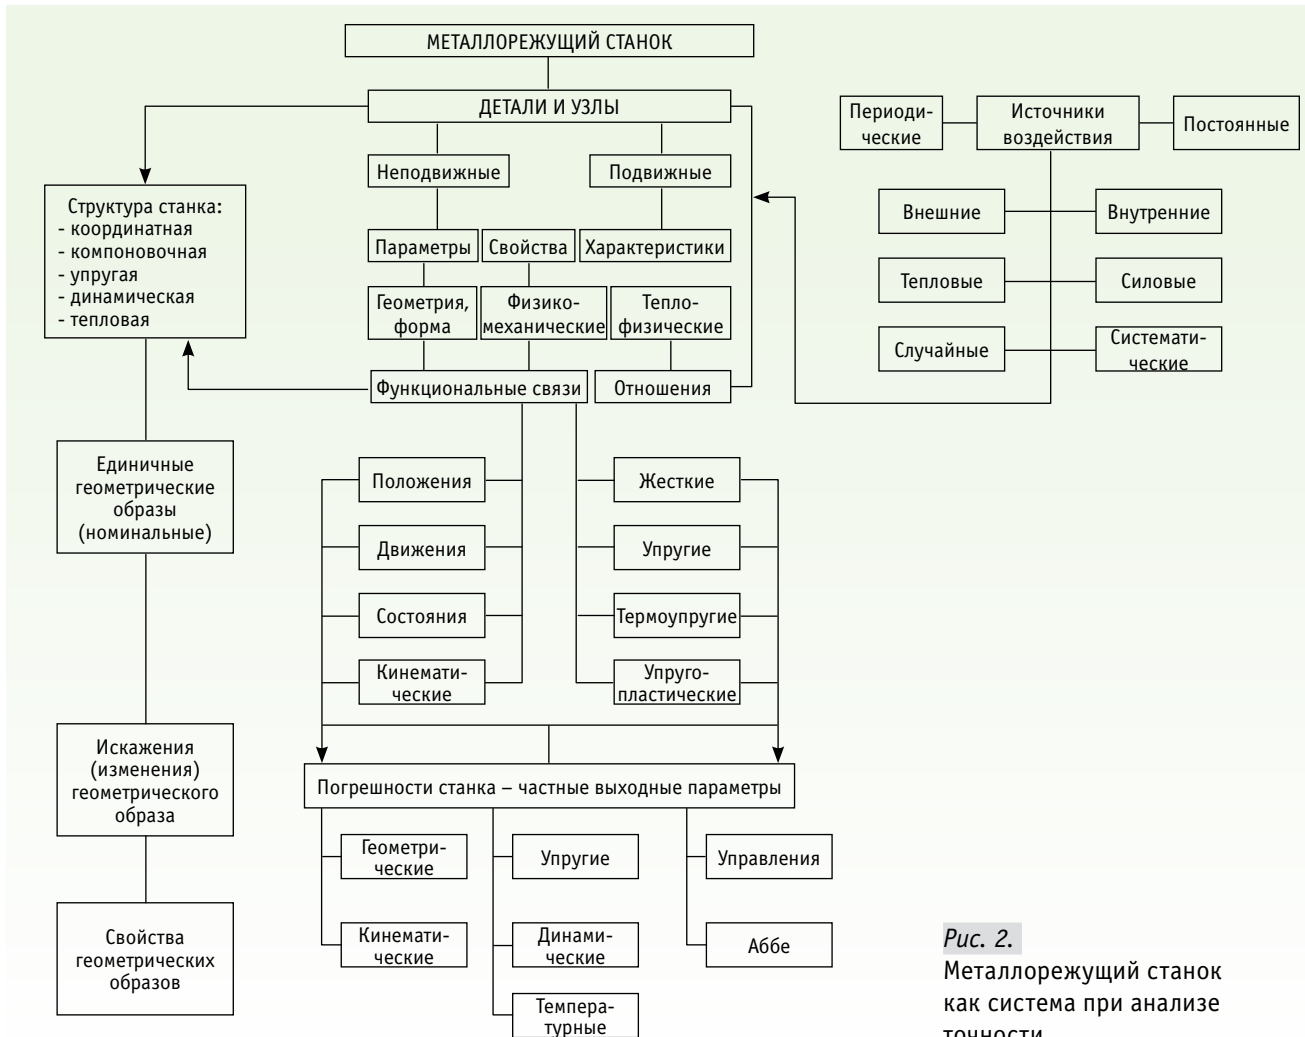 МЕТАЛЛОРЕЖУЩИЙ СТАНОК
ДЕТАЛИ И УЗЛЫ
Неподвижные
Подвижные
Параметры
Свойства
Характеристики
Геометрия,
форма
Физико-
механические
Тепло-
физические
Функциональные связи
Отношения
Периоди-
ческие
Источники
воздействия
Постоянные
Внешние
Внутренние
Тепловые
Силовые
Случайные
Системати-
ческие
Структура станка:
- координатная
- компоновочная
- упругая
- динамическая
- тепловая
Единичные
геометрические
образы
(номинальные)
Искажения
(изменения)
геометрического
образа
Свойства
геометрических
образов
Положения
Движения
Состояния
Кинемати-
ческие
Жесткие
Упругие
Термоупругие
Упруго-
пластические
Погрешности станка – частные выходные параметры
Геометри-
ческие
Кинемати-
ческие
Упругие
Динами-
ческие
Темпера-
турные
Управления
Аббе
Рис. 2.
Металлорежущий станок
как система при анализе
точности